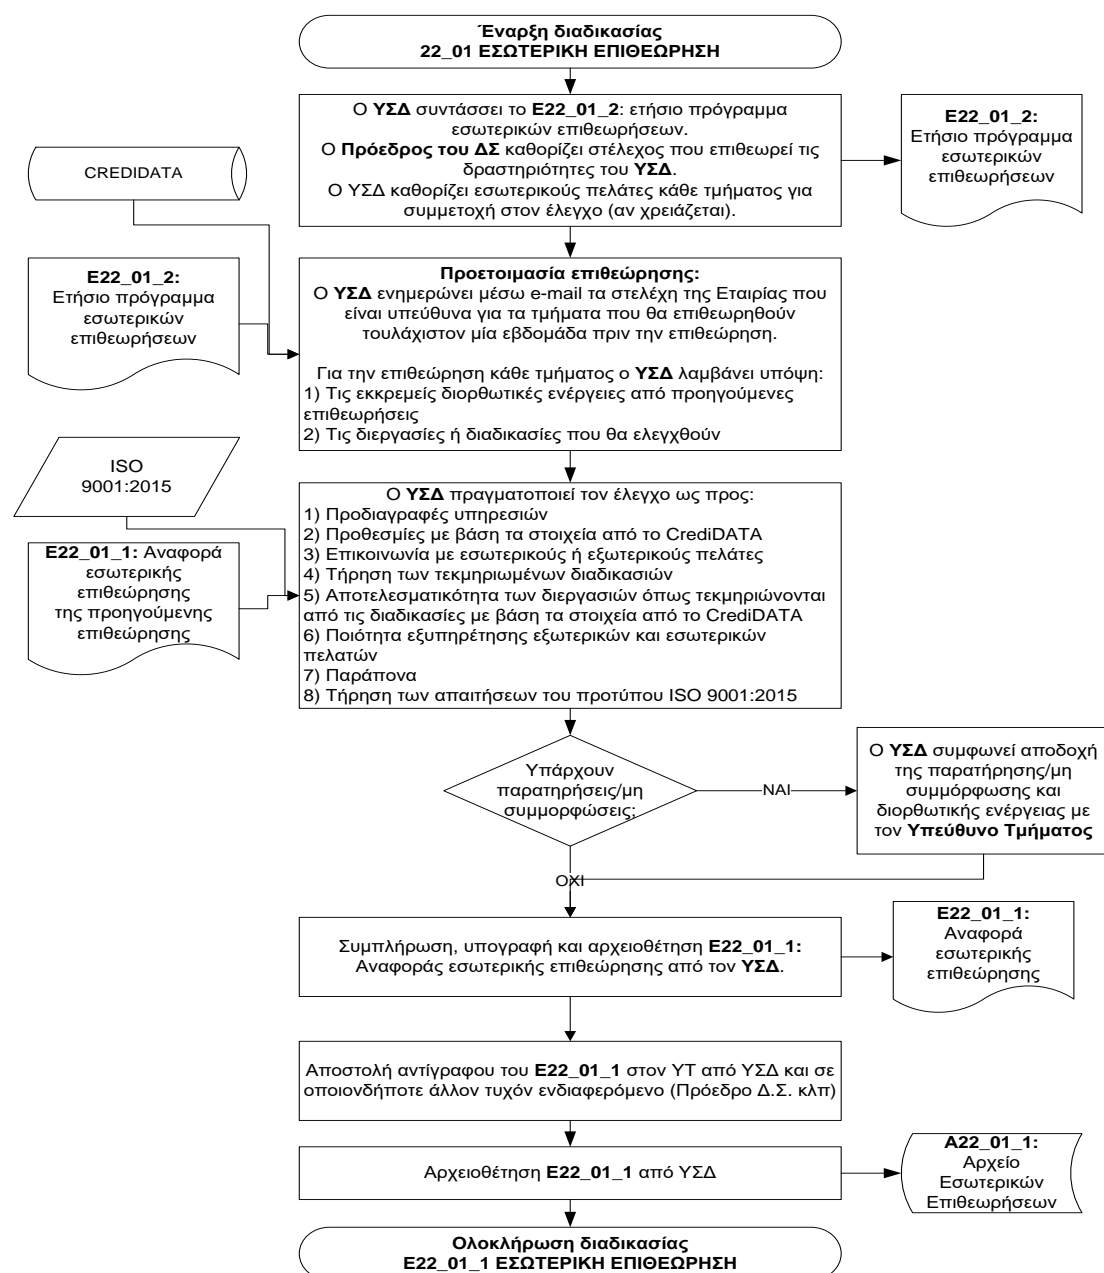 Έναρξη διαδικασίας
22_01 ΕΣΩΤΕΡΙΚΗ ΕΠΙΘΕΩΡΗΣΗ
Ο ΥΣΔ συντάσσει το Ε22_01_2: ετήσιο πρόγραμμα
εσωτερικών επιθεωρήσεων.
Ο Πρόεδρος του ΔΣ καθορίζει στέλεχος που επιθεωρεί τις
δραστηριότητες του ΥΣΔ.
Ο ΥΣΔ καθορίζει εσωτερικούς πελάτες κάθε τμήματος για
συμμετοχή στον έλεγχο (αν χρειάζεται).
Ε22_01_2:
Ετήσιο πρόγραμμα
εσωτερικών
επιθεωρήσεων
CREDIDATA
Ε22_01_2:
Ετήσιο πρόγραμμα
εσωτερικών
επιθεωρήσεων
Προετοιμασία επιθεώρησης:
Ο ΥΣΔ ενημερώνει μέσω e-mail τα στελέχη της Εταιρίας που
είναι υπεύθυνα για τα τμήματα που θα επιθεωρηθούν
τουλάχιστον μία εβδομάδα πριν την επιθεώρηση.
Για την επιθεώρηση κάθε τμήματος ο ΥΣΔ λαμβάνει υπόψη:
1) Τις εκκρεμείς διορθωτικές ενέργειες από προηγούμενες
επιθεωρήσεις
2) Τις διεργασίες ή διαδικασίες που θα ελεγχθούν
ISO
9001:2015
Ε22_01_1: Αναφορά
εσωτερικής
επιθεώρησης
της προηγούμενης
επιθεώρησης
Ο ΥΣΔ πραγματοποιεί τον έλεγχο ως προς:
1) Προδιαγραφές υπηρεσιών
2) Προθεσμίες με βάση τα στοιχεία από το CrediDATA
3) Επικοινωνία με εσωτερικούς ή εξωτερικούς πελάτες
4) Τήρηση των τεκμηριωμένων διαδικασιών
5) Αποτελεσματικότητα των διεργασιών όπως τεκμηριώνονται
από τις διαδικασίες με βάση τα στοιχεία από το CrediDATA
6) Ποιότητα εξυπηρέτησης εξωτερικών και εσωτερικών
πελατών
7) Παράπονα
8) Τήρηση των απαιτήσεων του προτύπου ISO 9001:2015
Υπάρχουν
παρατηρήσεις/μη
συμμορφώσεις;
ΝΑΙ
Ο ΥΣΔ συμφωνεί αποδοχή
της παρατήρησης/μη
συμμόρφωσης και
διορθωτικής ενέργειας με
τον Υπεύθυνο Τμήματος
ΟΧΙ
Συμπλήρωση, υπογραφή και αρχειοθέτηση Ε22_01_1:
Αναφοράς εσωτερικής επιθεώρησης από τον ΥΣΔ.
Ε22_01_1:
Αναφορά
εσωτερικής
επιθεώρησης
Αποστολή αντίγραφου του Ε22_01_1 στον ΥΤ από ΥΣΔ και σε
οποιονδήποτε άλλον τυχόν ενδιαφερόμενο (Πρόεδρο Δ.Σ. κλπ)
Αρχειοθέτηση Ε22_01_1 από ΥΣΔ
Α22_01_1:
Αρχείο
Εσωτερικών
Επιθεωρήσεων
Ολοκλήρωση διαδικασίας
Ε22_01_1 ΕΣΩΤΕΡΙΚΗ ΕΠΙΘΕΩΡΗΣΗ